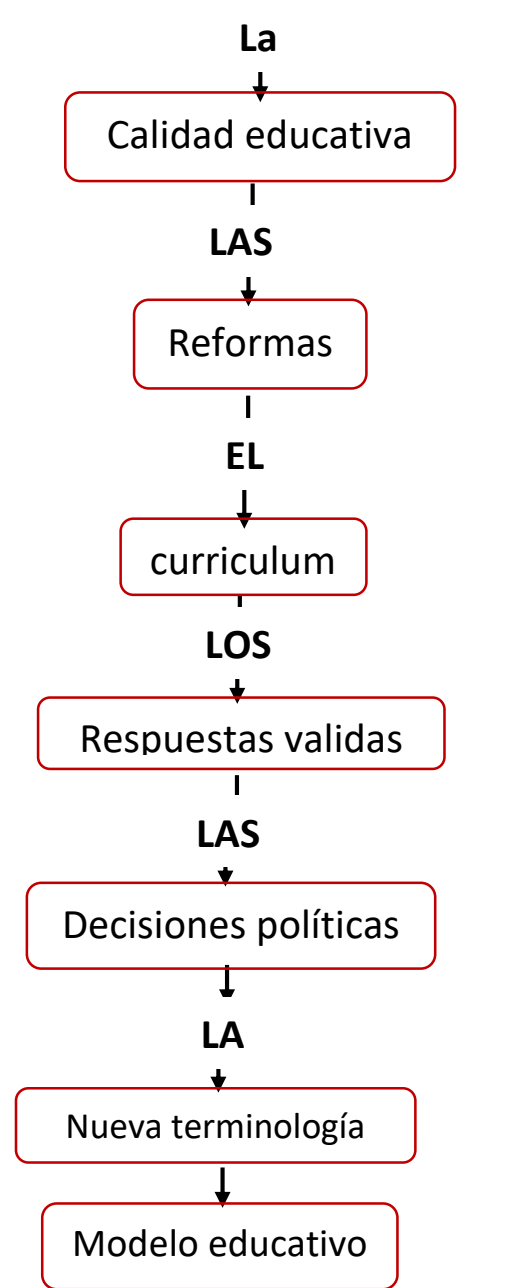 La
Calidad educativa
LAS
Reformas
EL
curriculum
LOS
Respuestas validas
LAS
Decisiones políticas
LA
Nueva terminología
Modelo educativo